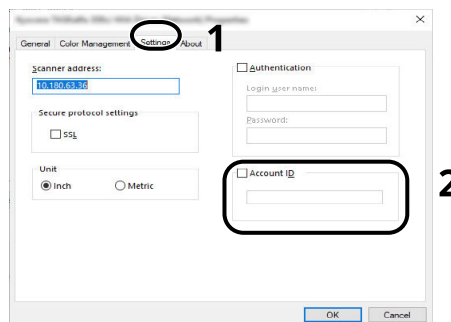 General Color Management Settings About
1
Scanner address:
10.180.63.36
Secure protocol settings
SSL
Unit
Inch Metric
Authentication
Login user name:
Password:
Account ID
2
OK Cancel